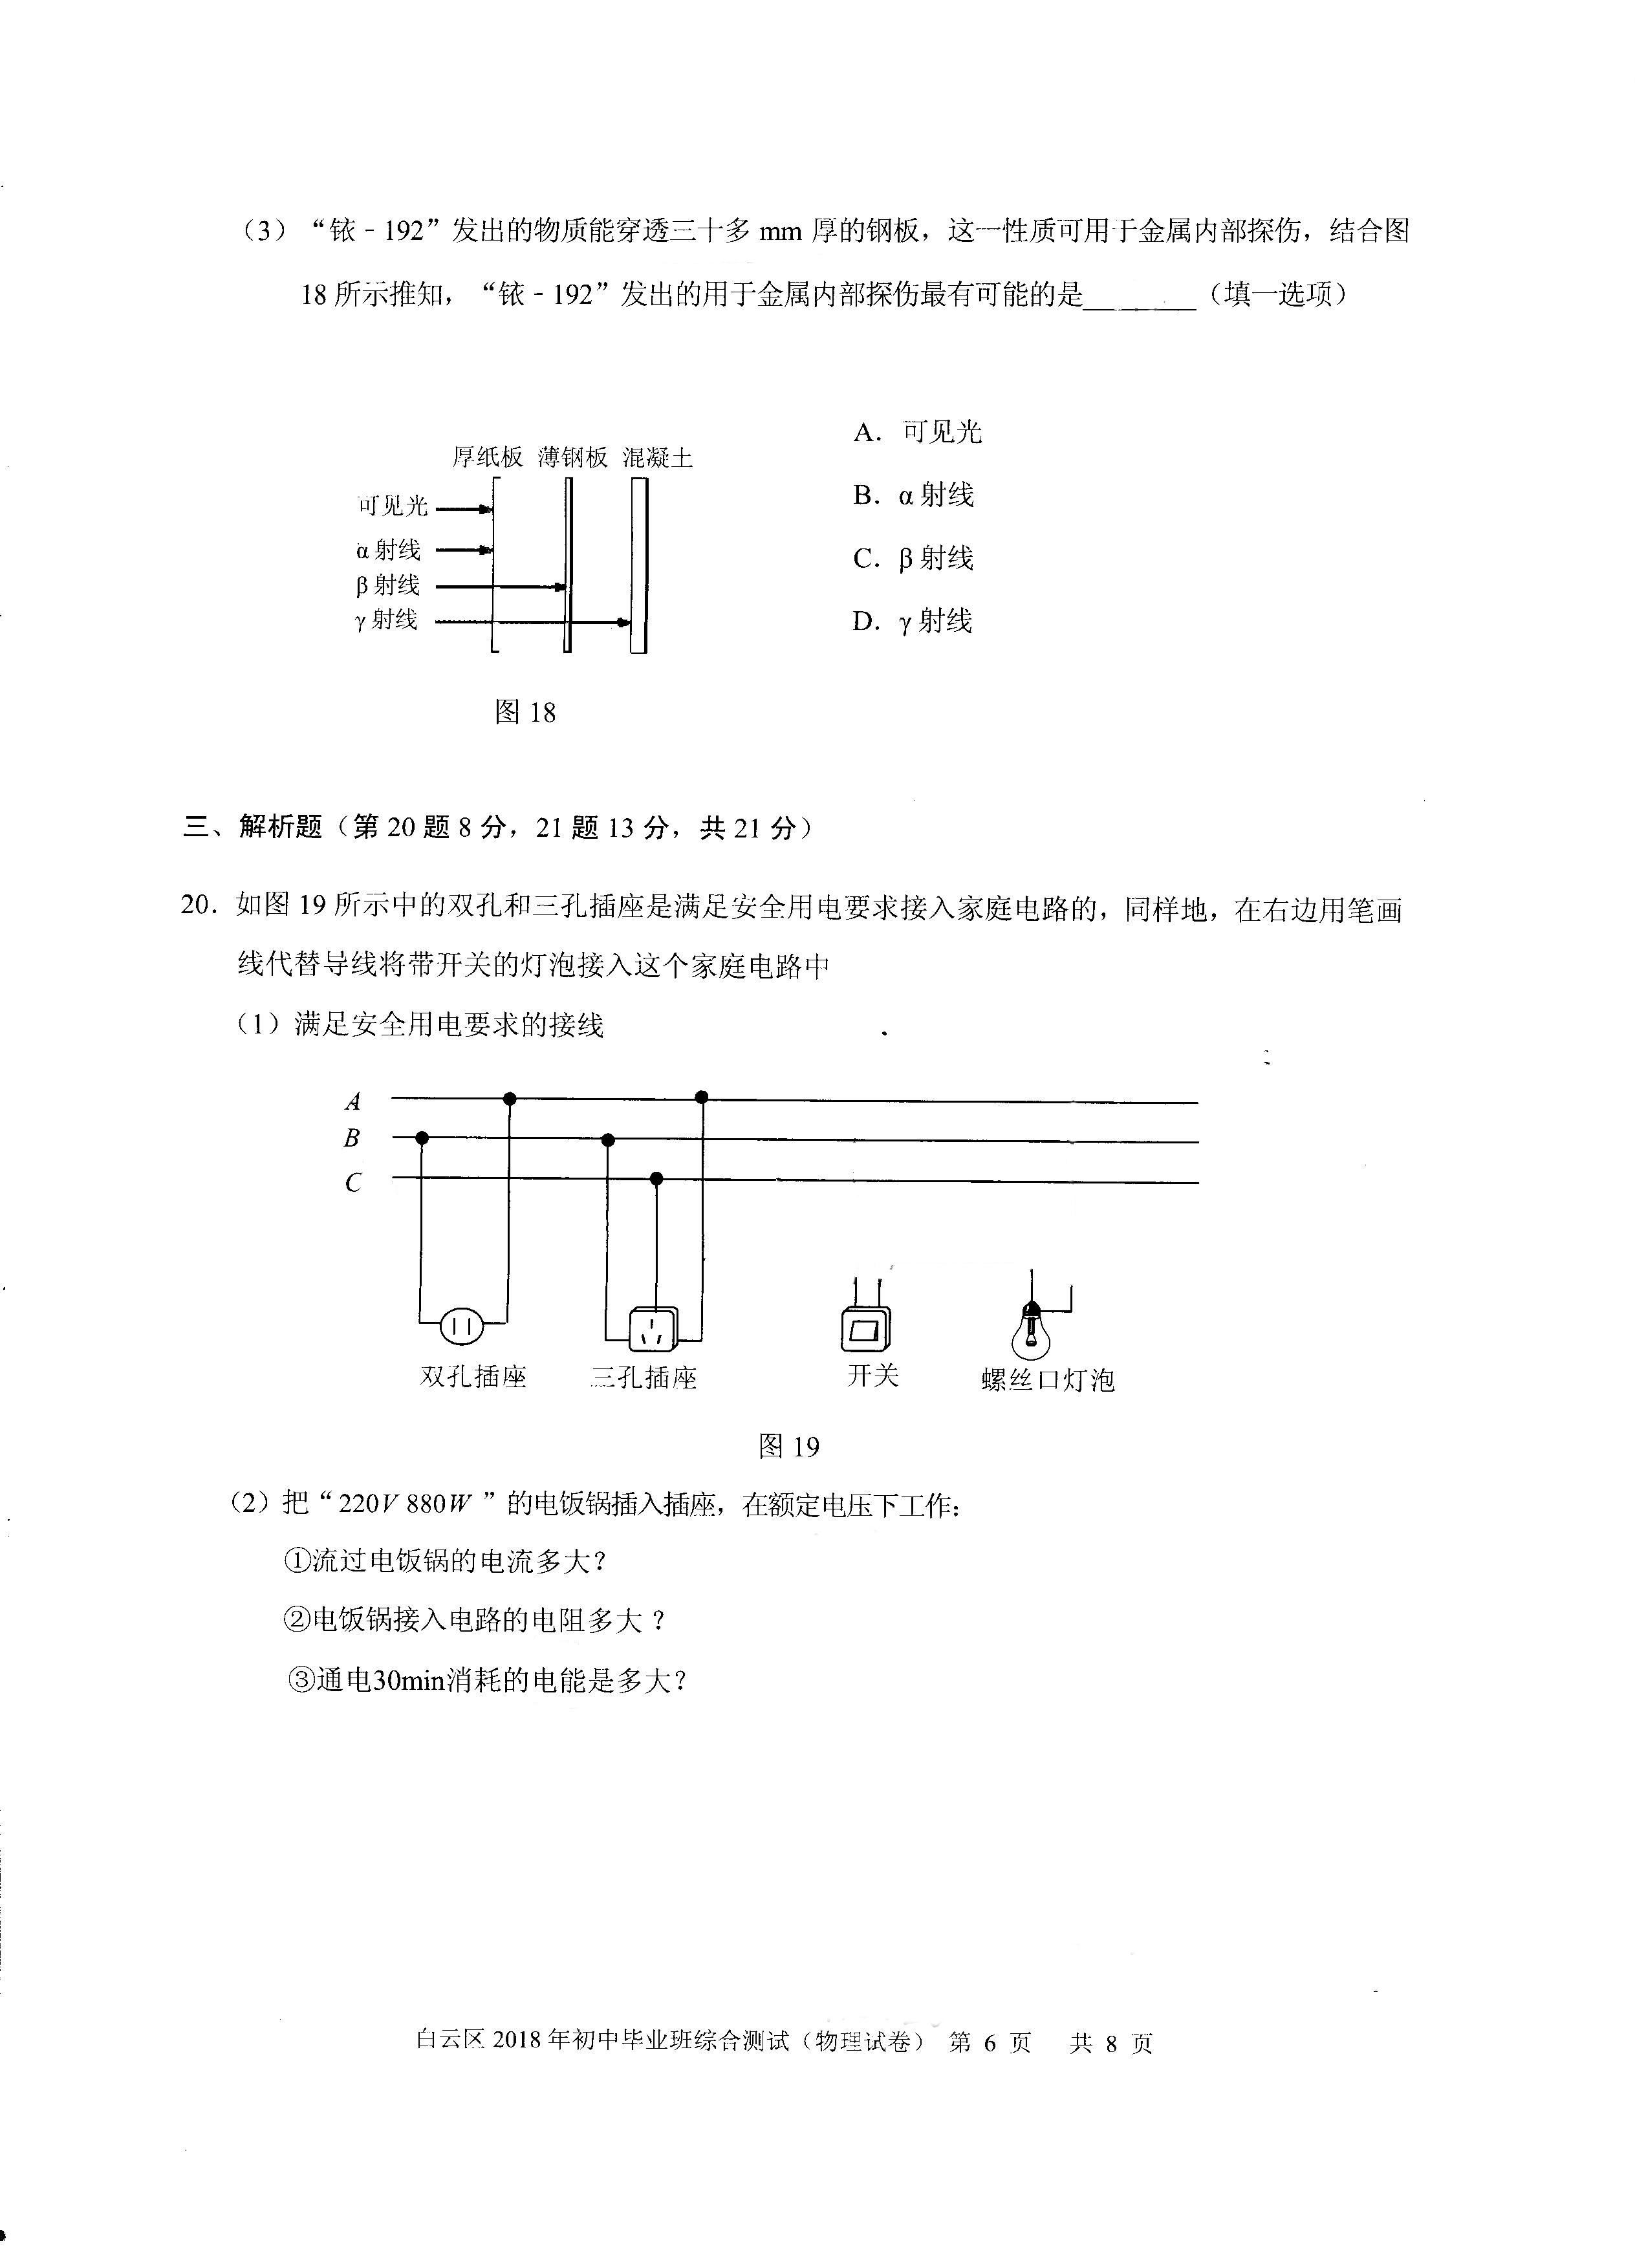 （3）“铱﹣192”发出的物质能穿透三十多 mm 厚的钢板，这一性质可用于金属内部探伤，结合图
18 所示推知，“铱﹣192”发出的用于金属内部探伤最有可能的是________（填一选项）
厚纸板 薄钢板 混凝土
可见光
α 射线
β 射线
γ 射线
图 18
A．可见光
B．α 射线
C．β 射线
D．γ 射线
三、解析题（第 20 题 8 分，21 题 13 分，共 21 分）
20．如图 19 所示中的双孔和三孔插座是满足安全用电要求接入家庭电路的，同样地，在右边用笔画
线代替导线将带开关的灯泡接入这个家庭电路中
（1）满足安全用电要求的接线
A
B
C
双孔插座 三孔插座 开关 螺丝口灯泡
图 19
（2）把“ 220V 880W ”的电饭锅插入插座，在额定电压下工作：
①流过电饭锅的电流多大？
②电饭锅接入电路的电阻多大？
③通电30min消耗的电能是多大？
白云区 2018 年初中毕业班综合测试（物理试卷） 第 6 页 共 8 页